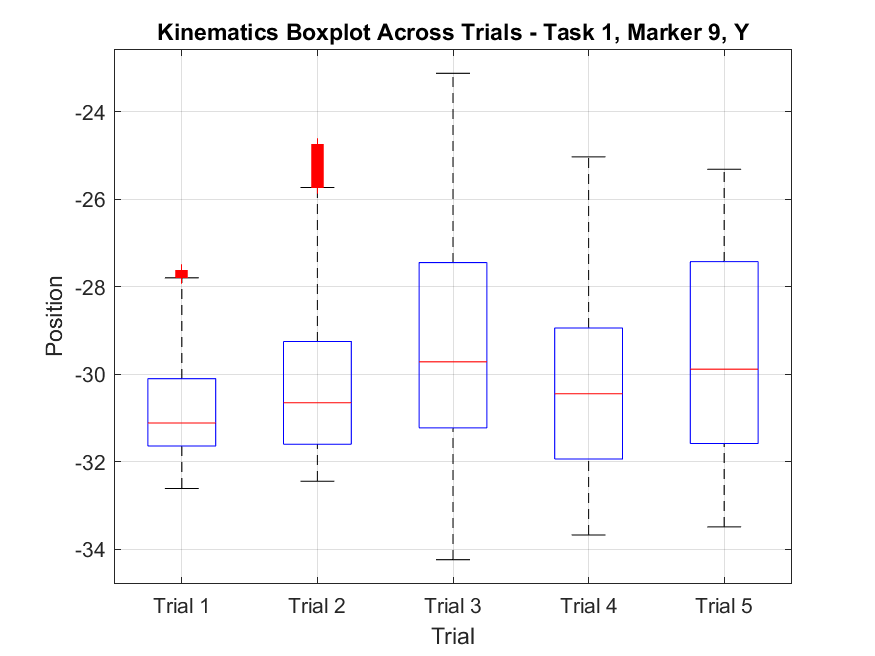 Kinematics Boxplot Across Trials - Task 1, Marker 9, Y
-24
-26
-28
-30
-32
-34
Position
Trial 1 Trial 2 Trial 3 Trial 4 Trial 5
Trial